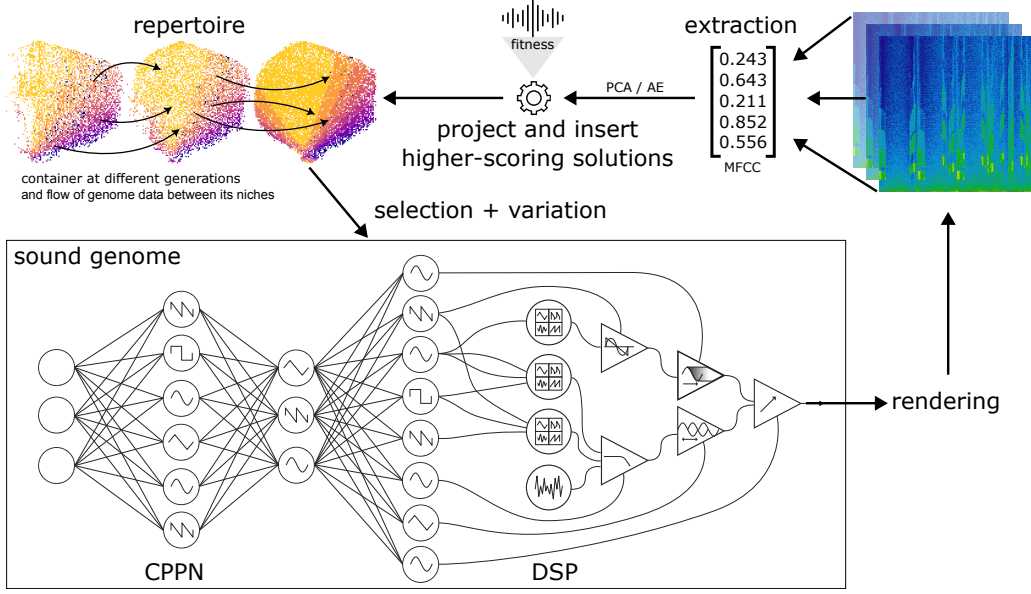 repertoire
fitness
extraction
0.243
0.643
0.211
0.852
0.556
MFCC
PCA / AE
project and insert
higher-scoring solutions
container at different generations
and flow of genome data between its niches
selection + variation
sound genome
rendering
CPPN
DSP